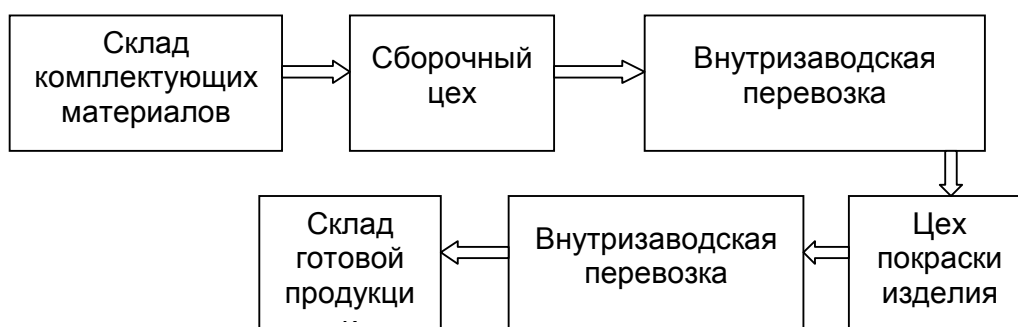 Склад
комплектующих
материалов
Сборочный
цех
Внутризаводская
перевозка
Цех
покраски
изделия
Внутризаводская
перевозка
Склад
готовой
продукци